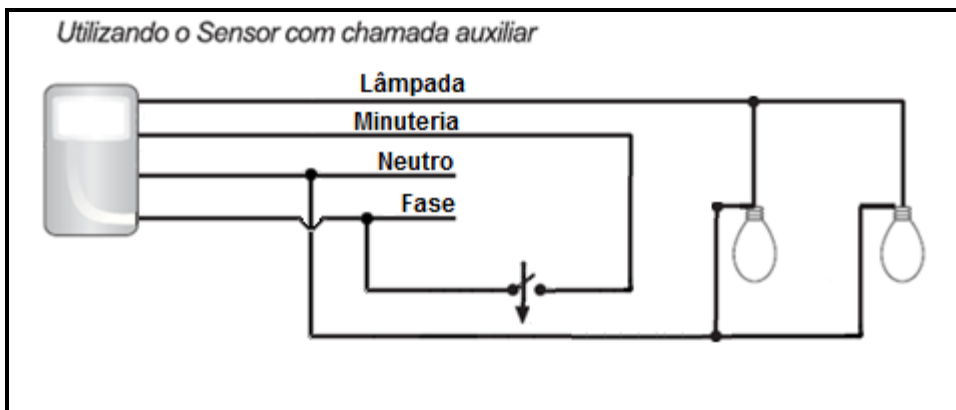 Utilizando o Sensor com chamada auxiliar
Lâmpada
Minuteria
Neutro
Fase